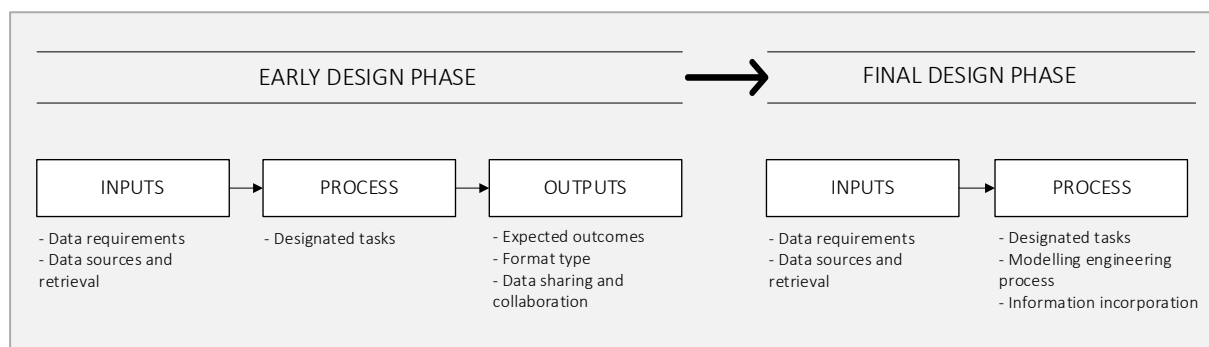 EARLY DESIGN PHASE
FINAL DESIGN PHASE
INPUTS
PROCESS
OUTPUTS
INPUTS
PROCESS
- Data requirements
- Data sources and
retrieval
- Designated tasks
- Expected outcomes
- Format type
- Data sharing and
collaboration
- Data requirements
- Data sources and
retrieval
- Designated tasks
- Modelling engineering
process
- Information incorporation